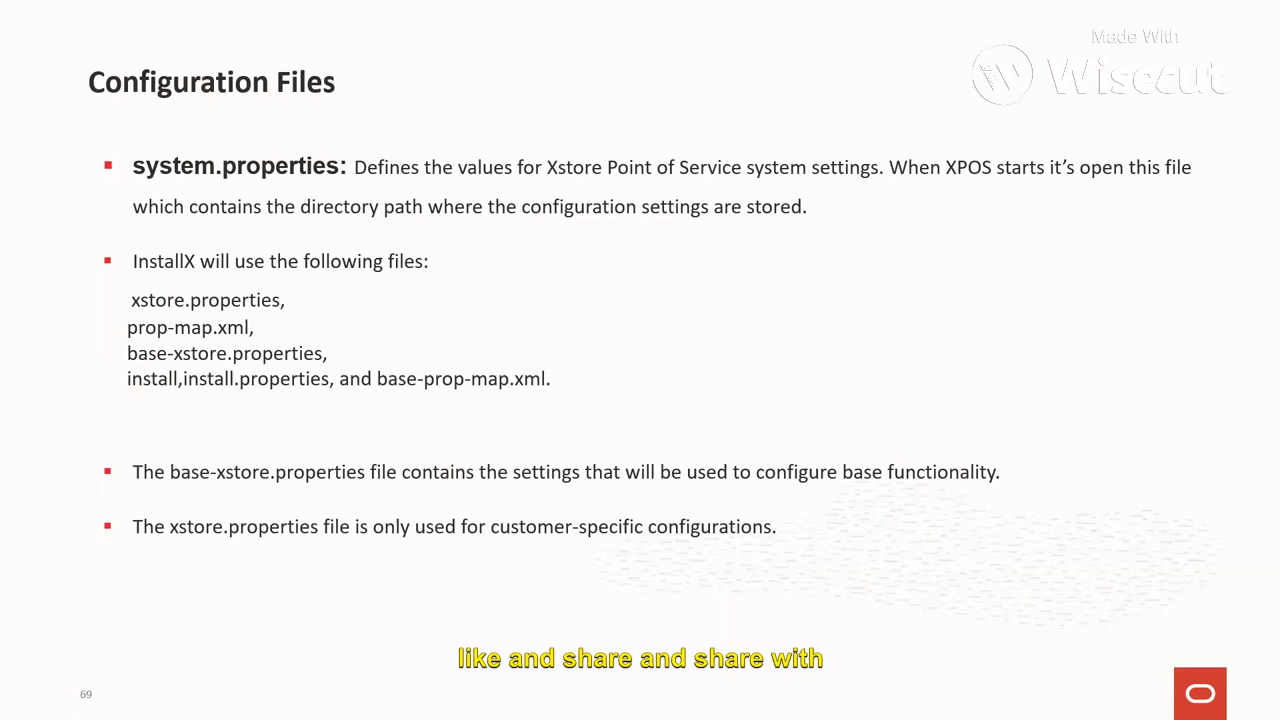 Made With
Wisecut
Configuration Files
system.properties: Defines the values for Xstore Point of Service system settings. When XPOS starts it’s open this file
which contains the directory path where the configuration settings are stored.
InstallX will use the following files:
xstore.properties,
prop-map.xml,
base-xstore.properties,
install,install.properties, and base-prop-map.xml.
The base-xstore.properties file contains the settings that will be used to configure base functionality.
The xstore.properties file is only used for customer-specific configurations.
like and share and share with
69